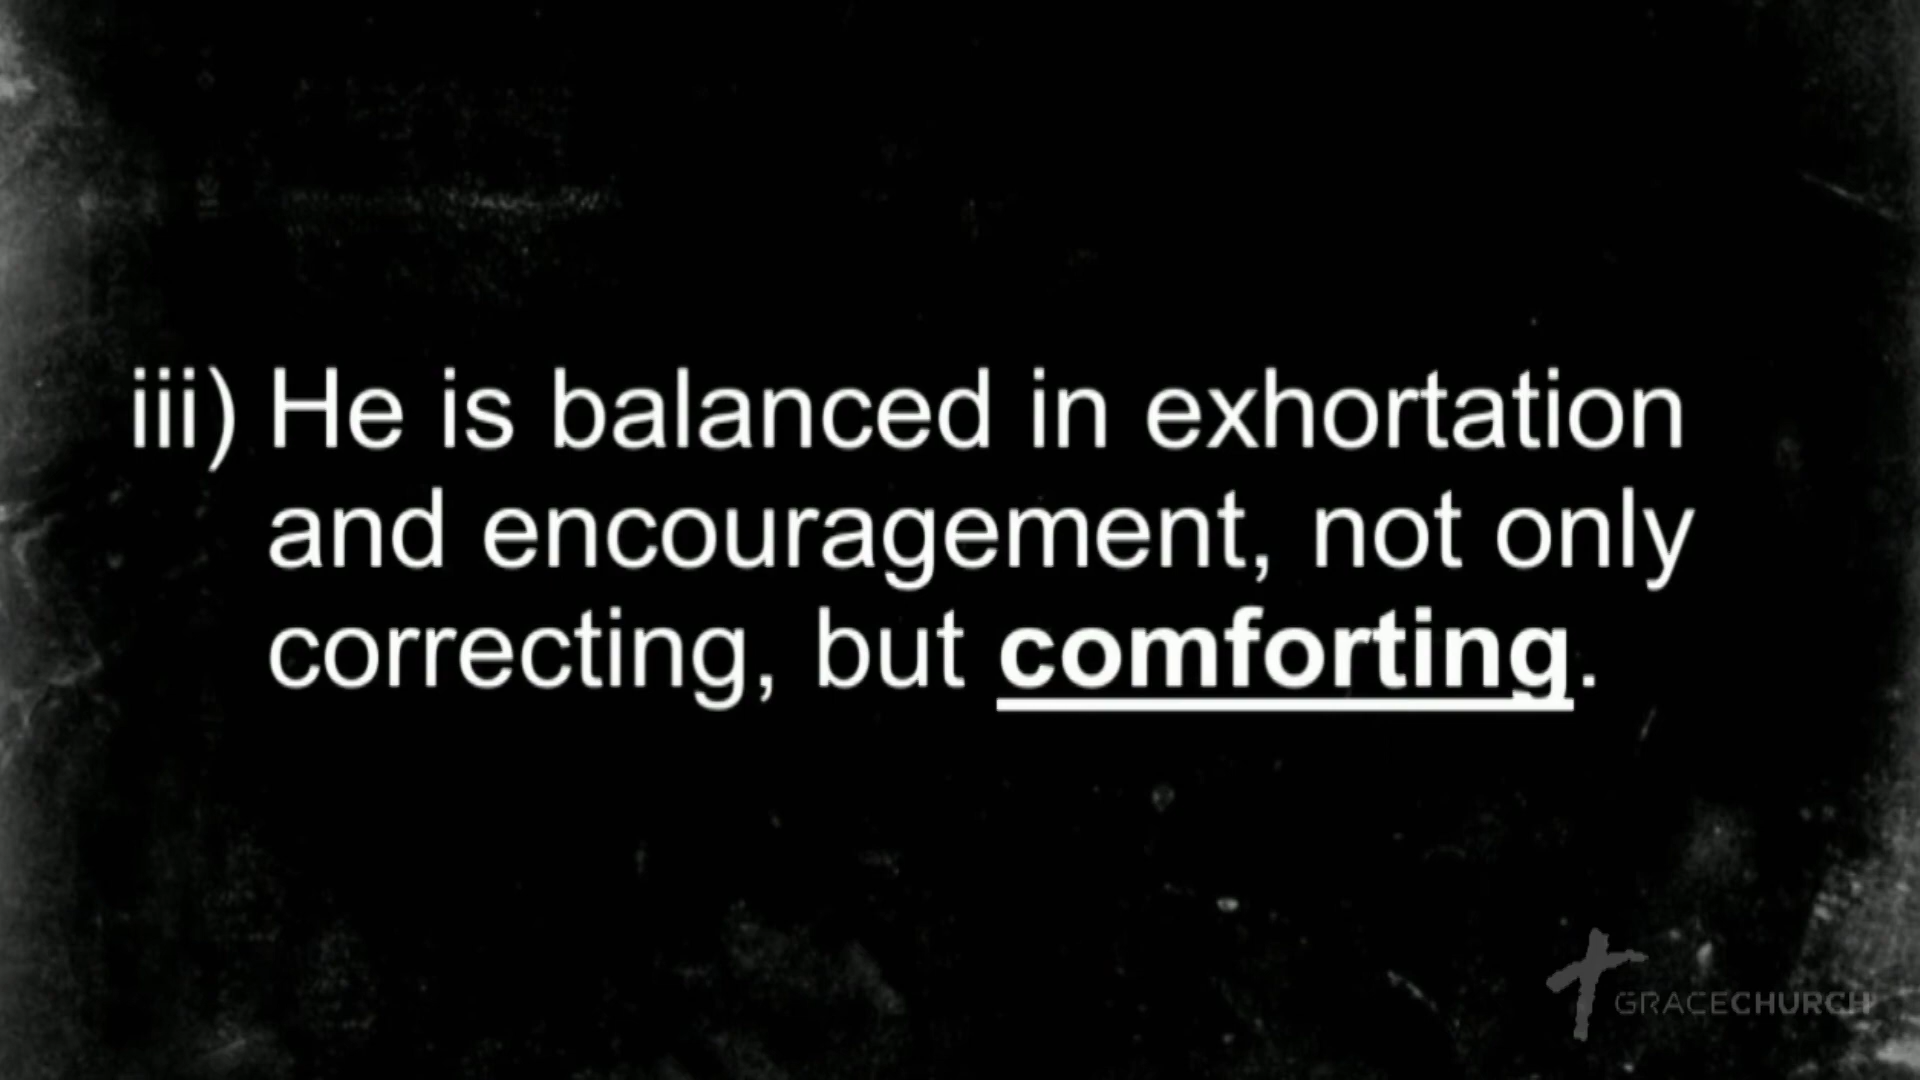 iii) He is balanced in exhortation
and encouragement, not only
correcting, but comforting.
GRACECHURCH